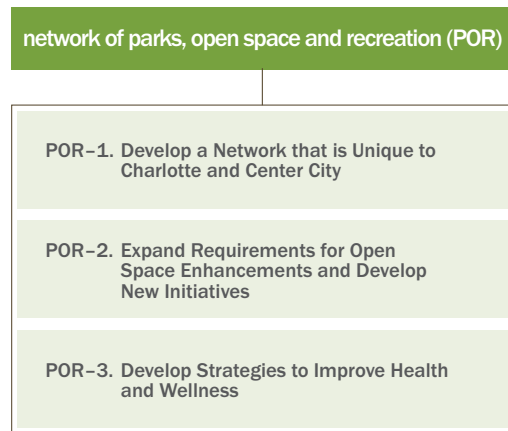 network of parks, open space and recreation (POR)
POR–1. Develop a Network that is Unique to
Charlotte and Center City
POR–2. Expand Requirements for Open
Space Enhancements and Develop
New Initiatives
POR–3. Develop Strategies to Improve Health
and Wellness